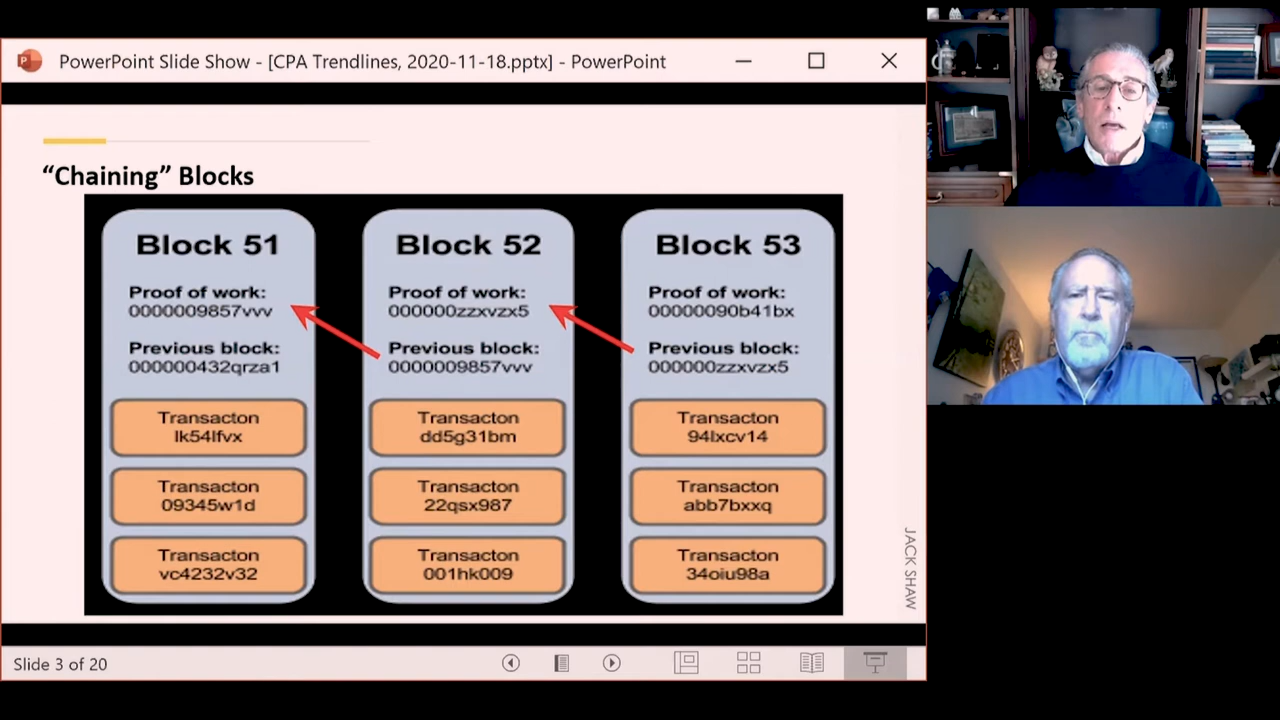 PowerPoint Slide Show - [CPA Trendlines, 2020-11-18.pptx] - PowerPoint
“Chaining” Blocks
Block 51
Proof of work:
0000009857vvv
Previous block:
000000432qrza1
Transacton
lk54lfvx
Transacton
09345w1d
Transacton
vc4232v32
Block 52
Proof of work:
000000zzxvzx5
Previous block:
0000009857vvv
Transacton
dd5g31bm
Transacton
22qsx987
Transacton
001hk009
Block 53
Proof of work:
00000090b41bx
Previous block:
000000zzxvzx5
Transacton
94lxcv14
Transacton
abb7bxxq
Transacton
34oiu98a
JACK SHAW
Slide 3 of 20